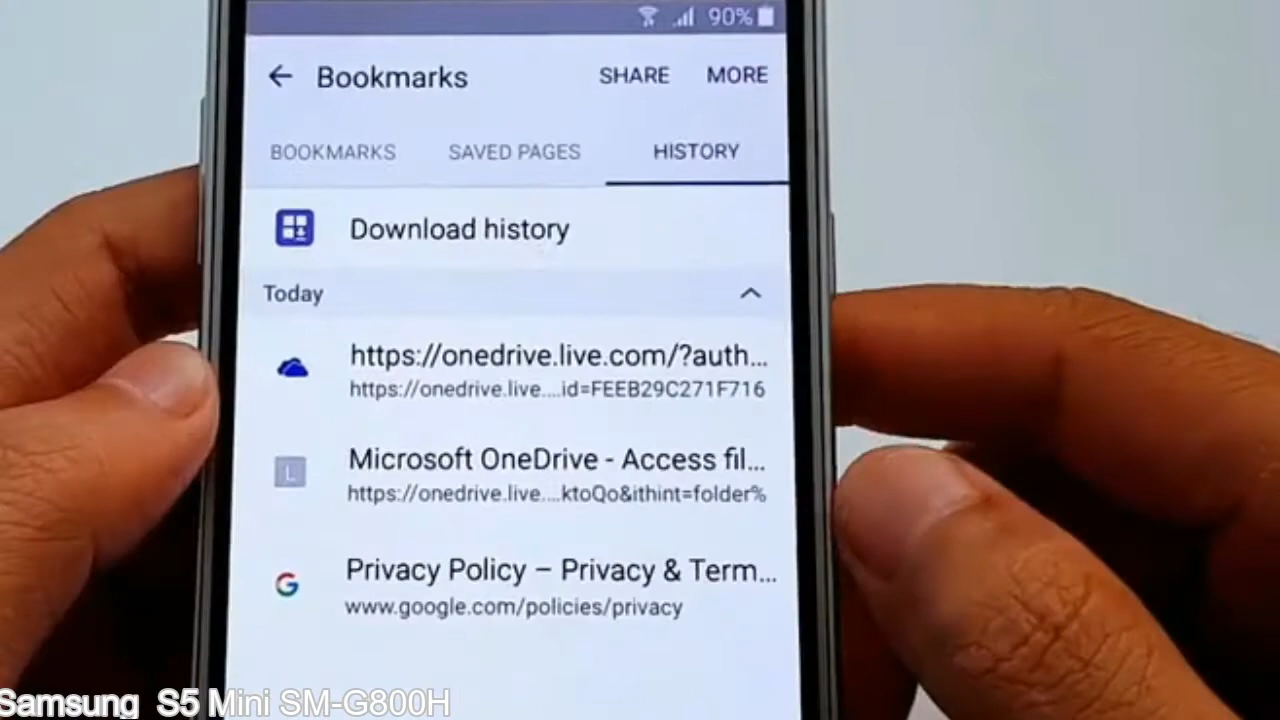 90%
Bookmarks SHARE MORE
BOOKMARKS SAVED PAGES HISTORY
Download history
Today
https://onedrive.live.com/?auth...
https://onedrive.live....id=FEEB29C271F716
L
Microsoft OneDrive - Access fil...
https://onedrive.live....ktoQo&ithint=folder%
G
Privacy Policy – Privacy & Term...
www.google.com/policies/privacy
Samsung S5 Mini SM-G800H